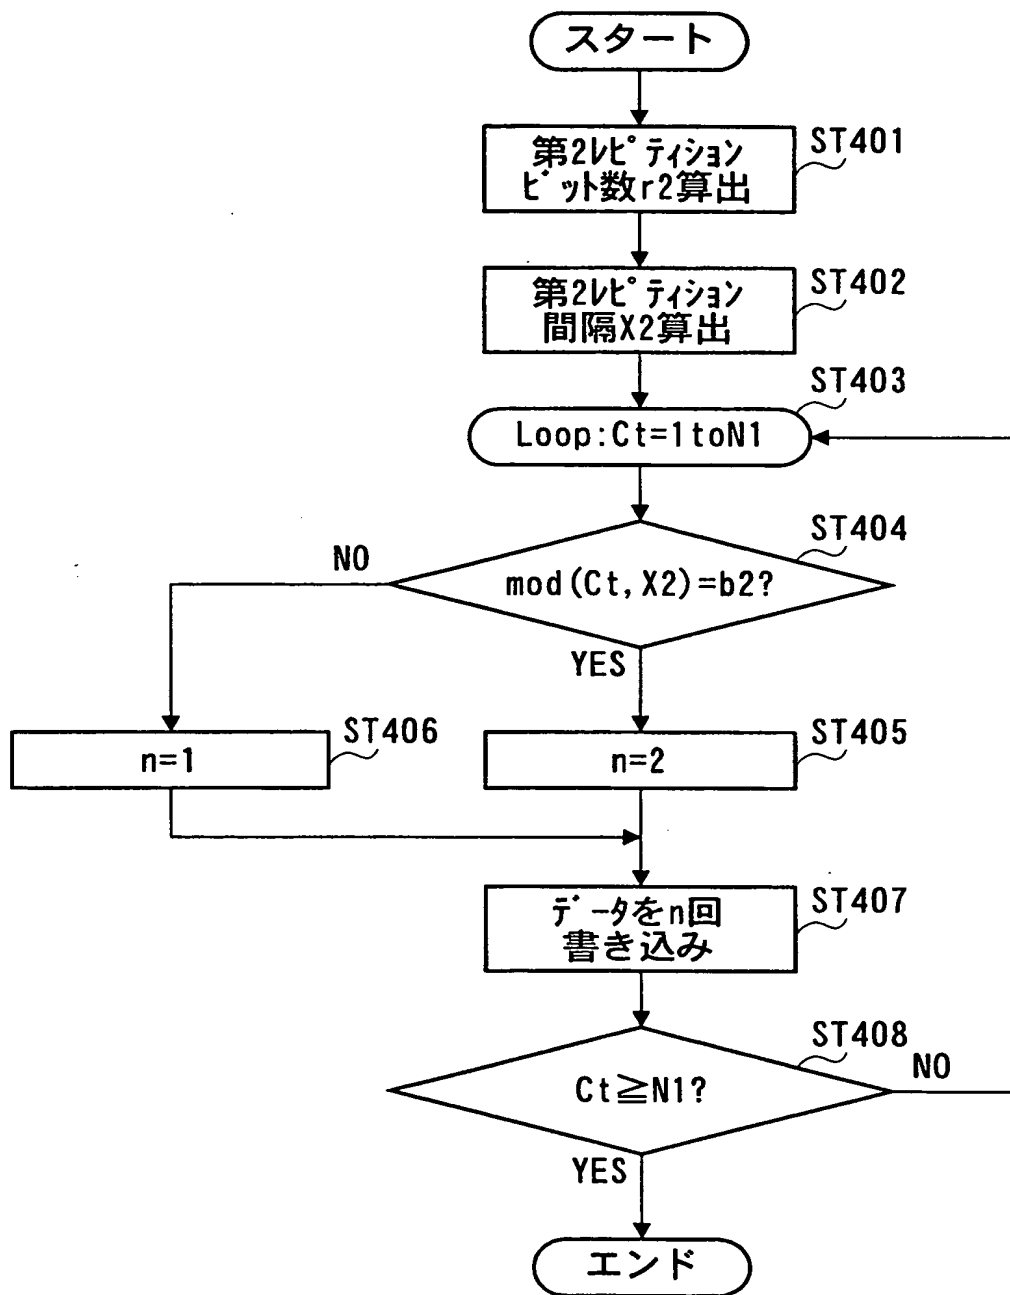 スタート
ST401
第2レピティション
ビット数r2算出
ST402
第2レピティション
間隔X2算出
ST403
Loop:Ct=1toN1
ST404
NO
mod(Ct,X2)=b2?
YES
ST406
ST405
n=1
n=2
ST407
データをn回
書き込み
ST408
NO
Ct≧N1?
YES
エンド